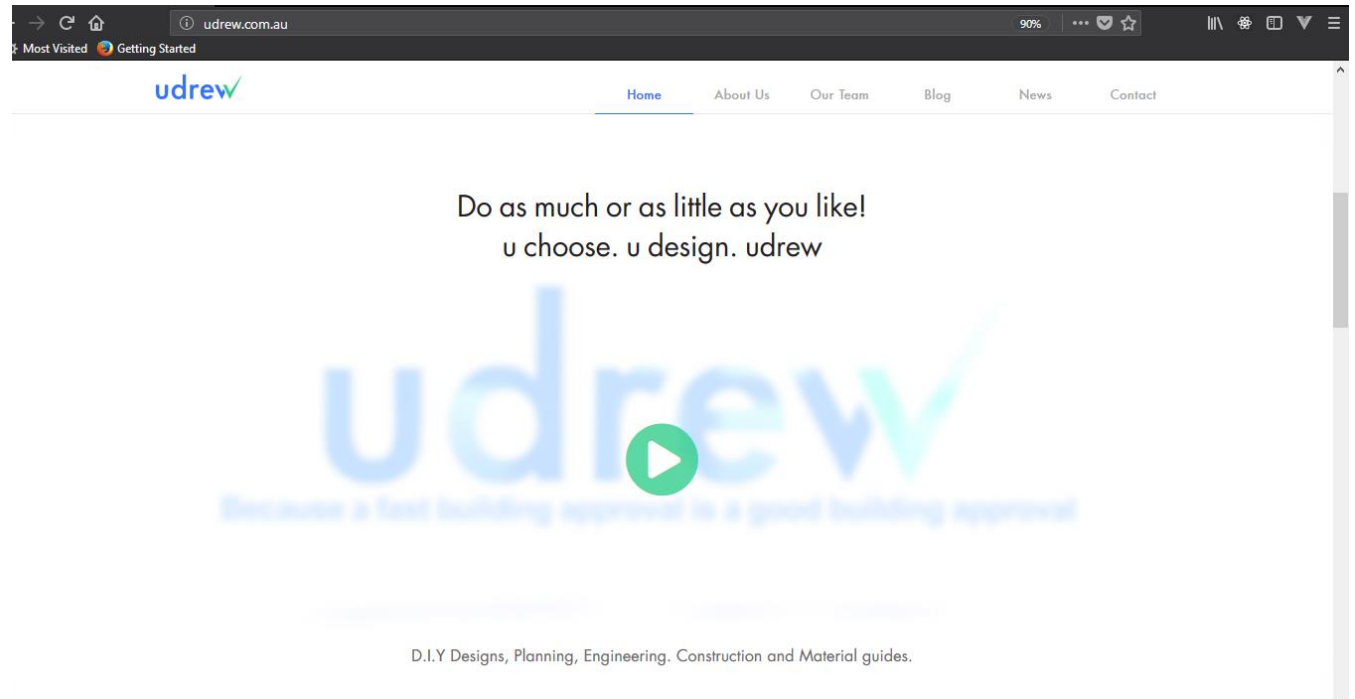 udrew.com.au
90%
Most Visited Getting Started
udrew
Home About Us Our Team Blog News Contact
Do as much or as little as you like!
u choose. u design. udrew
udrew
Because a fast building approval is a good building approval
D.I.Y Designs, Planning, Engineering. Construction and Material guides.